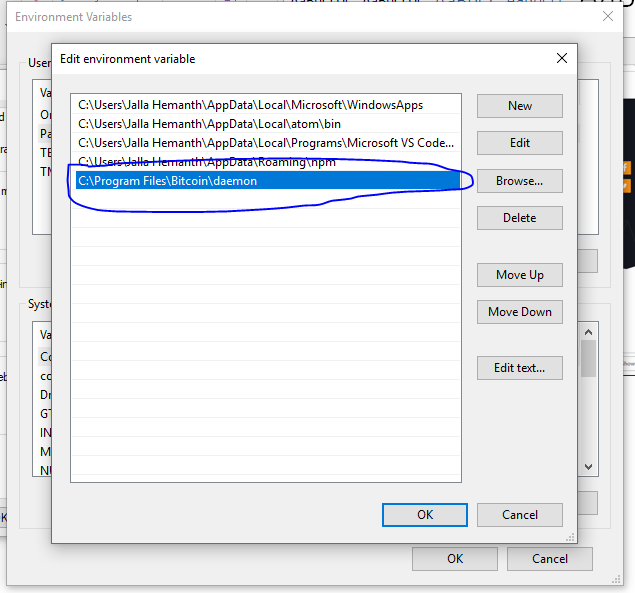 Environment Variables
User
Edit environment variable
Va
C:\Users\Jalla Hemanth\AppData\Local\Microsoft\WindowsApps
New
C:\Users\Jalla Hemanth\AppData\Local\atom\bin
Pa
C:\Users\Jalla Hemanth\AppData\Local\Programs\Microsoft VS Code...
Edit
TE
C:\Users\Jalla Hemanth\AppData\Roaming\npm
TM
C:\Program Files\Bitcoin\daemon
Browse...
Delete
Move Up
Syst
Move Down
Va
Co
Edit text...
co
Dr
GT
IN
M
NU
OK
Cancel
OK
Cancel